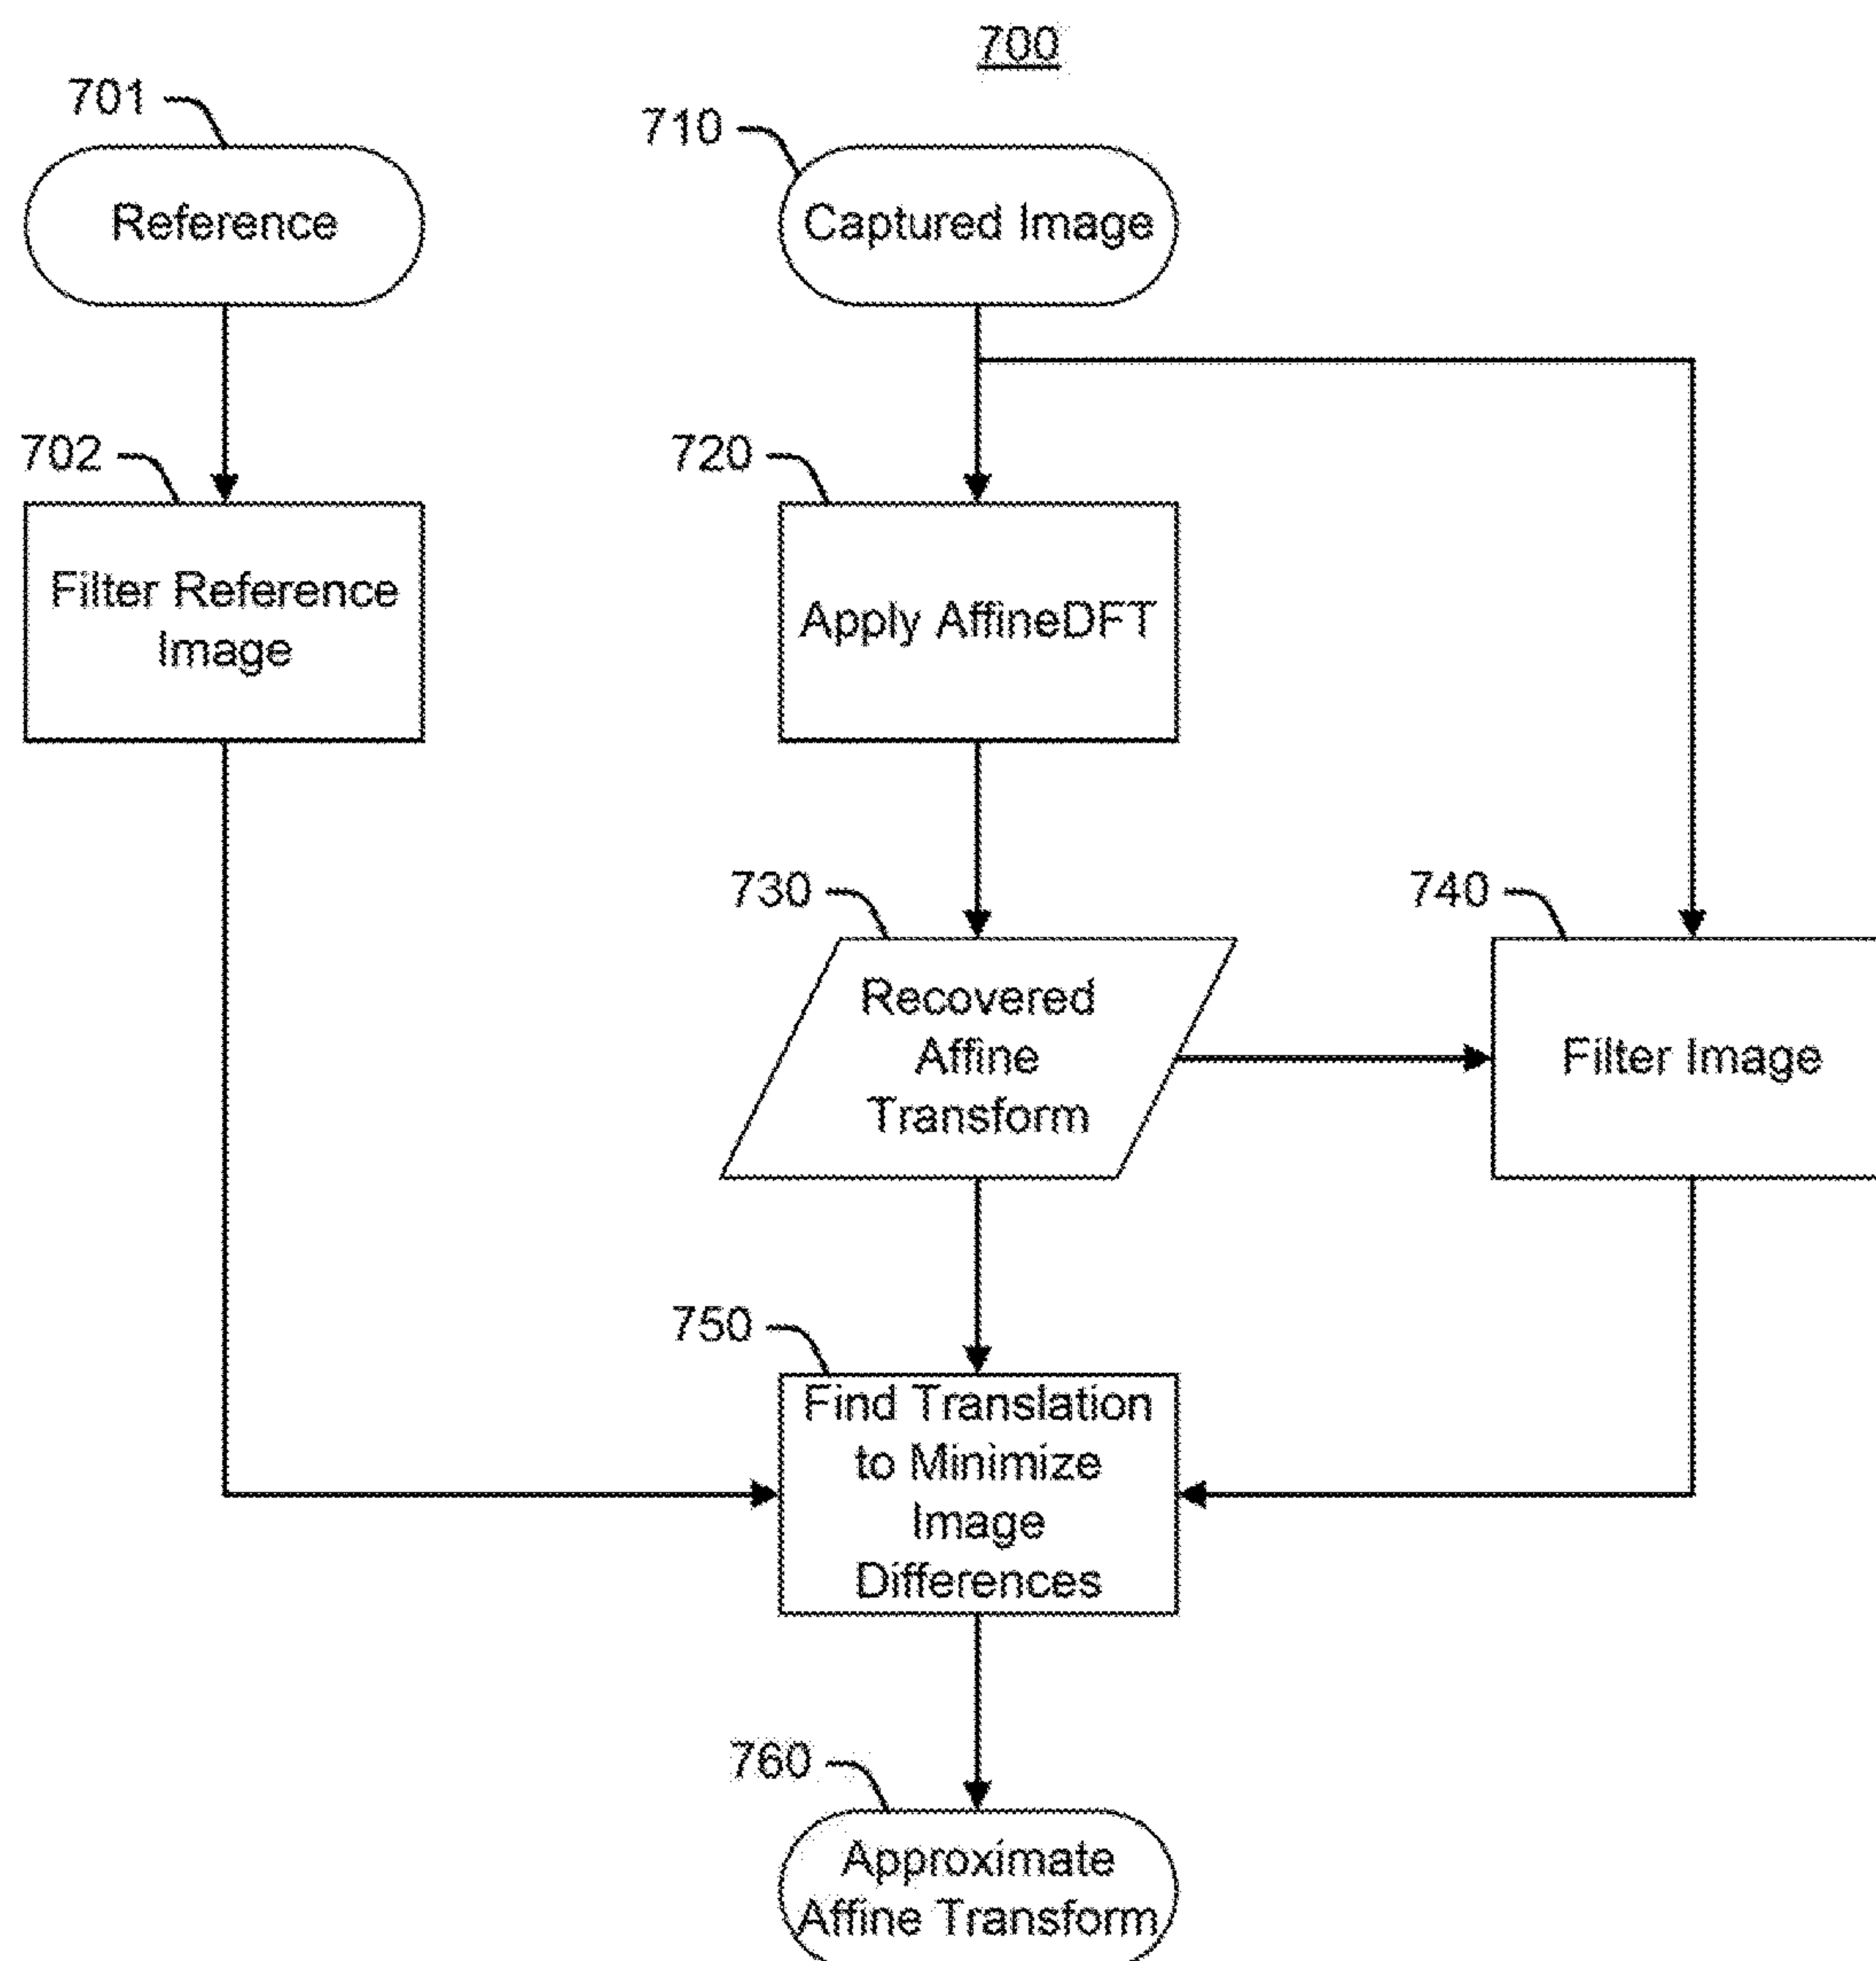 700
701
Reference
710
Captured Image
702
Filter Reference
Image
720
Apply AffineDFT
730
Recovered
Affine
Transform
740
Filter Image
750
Find Translation
to Minimize
Image
Differences
760
Approximate
Affine Transform